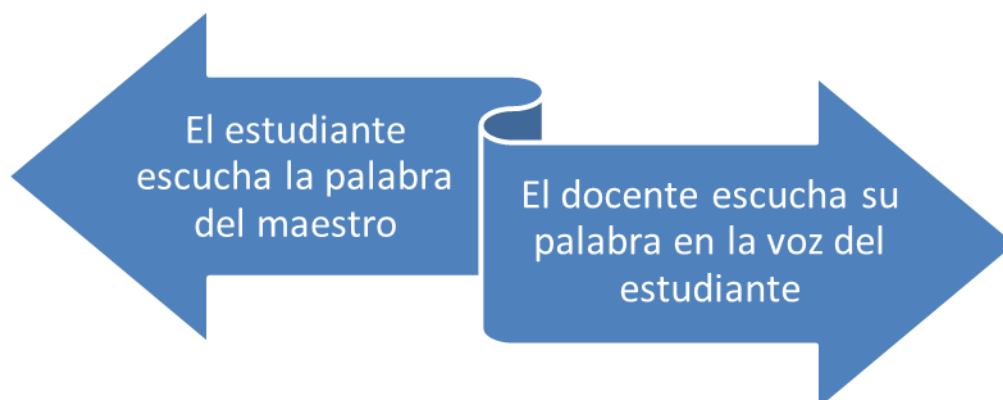 El estudiante
escucha la palabra
del maestro
El docente escucha su
palabra en la voz del
estudiante